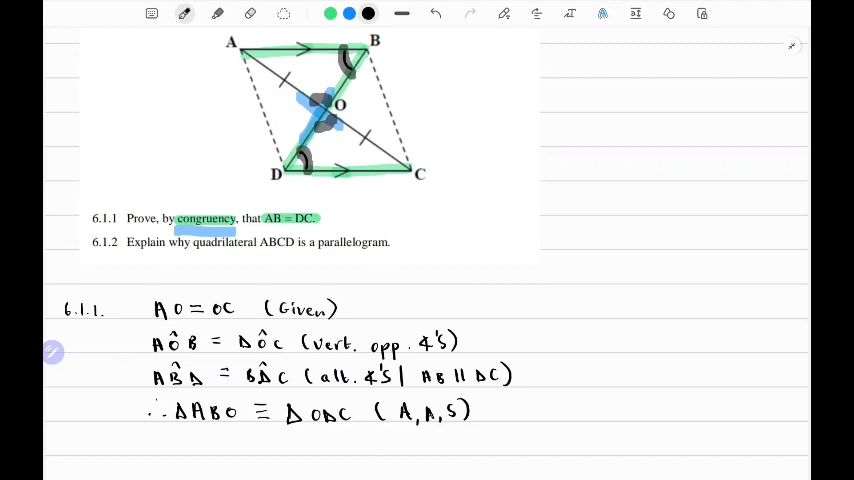 A
B
O
D
C
6.1.1 Prove, by congruency, that AB = DC.
6.1.2 Explain why quadrilateral ABCD is a parallelogram.
6.1.1. AO = OC (Given)
AÔB = DÔC (vert. opp. ∢'s)
AB̂D = BD̂C (alt. ∢'s | AB || DC)
∴ ΔABO ≡ ΔODC (A,A,S)